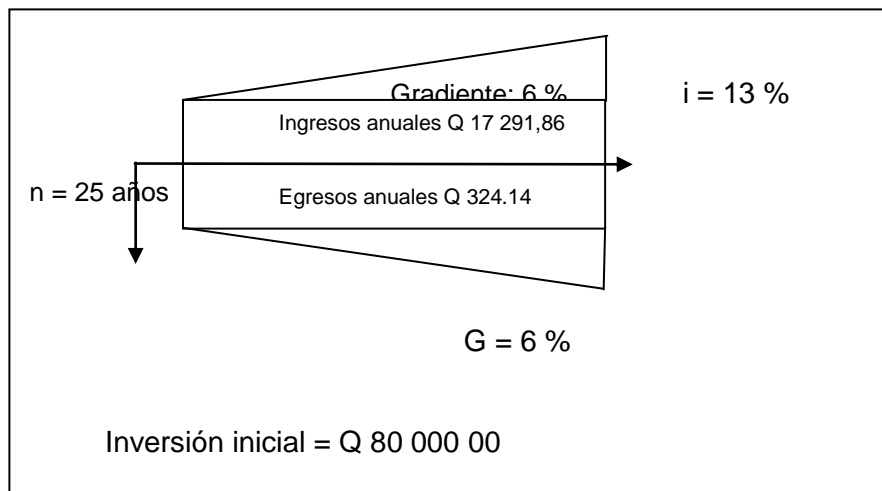 Gradiente: 6 %
i = 13 %
Ingresos anuales Q 17 291,86
n = 25 años
Egresos anuales Q 324.14
G = 6 %
Inversión inicial = Q 80 000 00